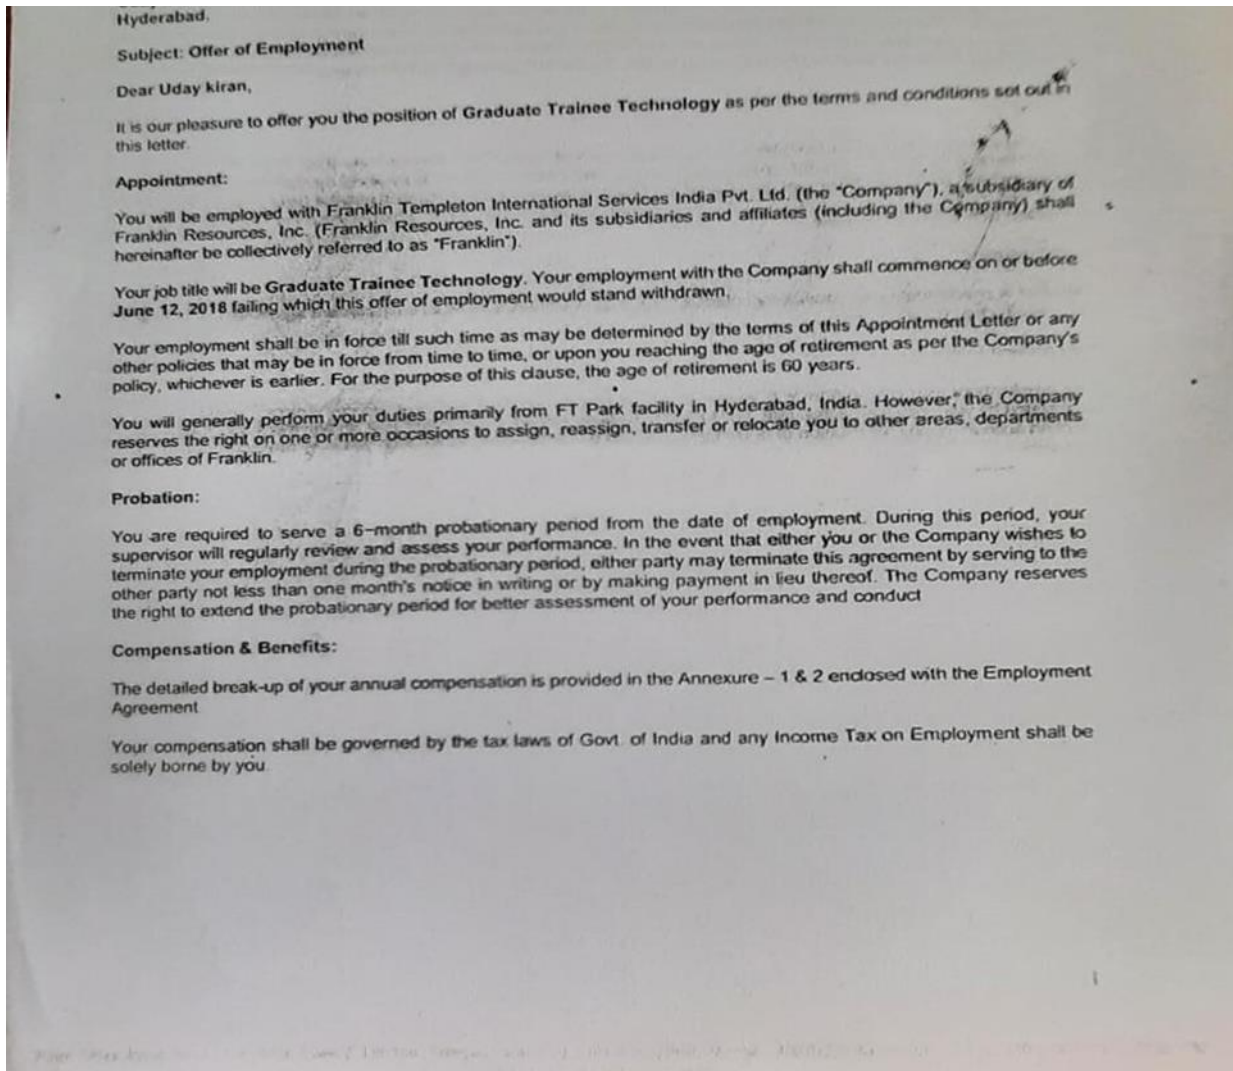 Hyderabad.
Subject: Offer of Employment
Dear Uday kiran,
It is our pleasure to offer you the position of Graduate Trainee Technology as per the terms and conditions set out in
this letter.
Appointment:
You will be employed with Franklin Templeton International Services India Pvt. Ltd. (the "Company"), a subsidiary of
Franklin Resources, Inc. (Franklin Resources, Inc. and its subsidiaries and affiliates (including the Company) shall
hereinafter be collectively referred to as "Franklin").
Your job title will be Graduate Trainee Technology. Your employment with the Company shall commence on or before
June 12, 2018 failing which this offer of employment would stand withdrawn.
Your employment shall be in force till such time as may be determined by the terms of this Appointment Letter or any
other policies that may be in force from time to time, or upon you reaching the age of retirement as per the Company's
policy, whichever is earlier. For the purpose of this clause, the age of retirement is 60 years.
You will generally perform your duties primarily from FT Park facility in Hyderabad, India. However, the Company
reserves the right on one or more occasions to assign, reassign, transfer or relocate you to other areas, departments
or offices of Franklin.
Probation:
You are required to serve a 6–month probationary period from the date of employment. During this period, your
supervisor will regularly review and assess your performance. In the event that either you or the Company wishes to
terminate your employment during the probationary period, either party may terminate this agreement by serving to the
other party not less than one month's notice in writing or by making payment in lieu thereof. The Company reserves
the right to extend the probationary period for better assessment of your performance and conduct
Compensation & Benefits:
The detailed break-up of your annual compensation is provided in the Annexure – 1 & 2 enclosed with the Employment
Agreement
Your compensation shall be governed by the tax laws of Govt. of India and any Income Tax on Employment shall be
solely borne by you.